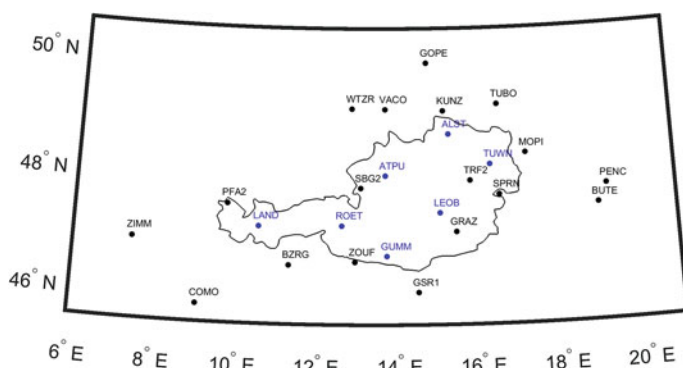 50° N
GOPE
WTZR VACO KUNZ TUBO
ALST
MOPI
48° N
TUWN
ATPU TRF2 PENC
SBG2 SPRN BUTE
PFA2
LEOB
ZIMM LAND ROET GRAZ
BZRG ZOUF GUMM
46° N
COMO GSR1
6° E 8° E 10° E 12° E 14° E 16° E 18° E 20° E